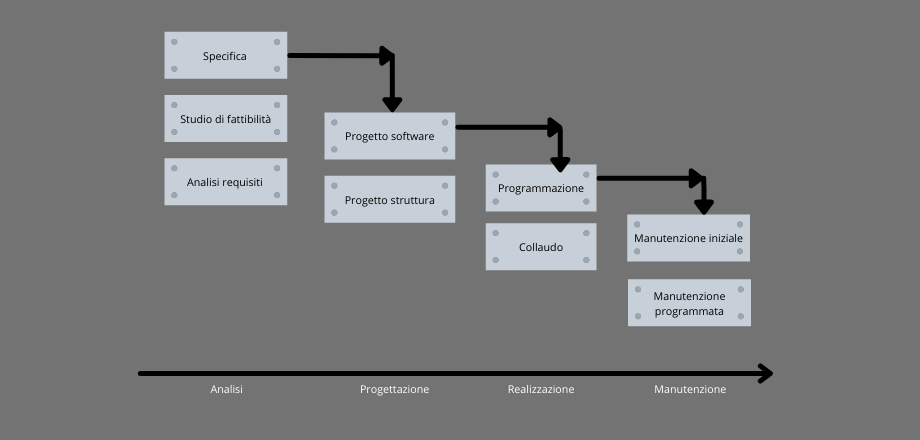 Specifica
Studio di fattibilità
Analisi requisiti
Progetto software
Progetto struttura
Programmazione
Collaudo
Manutenzione iniziale
Manutenzione
programmata
Analisi
Progettazione
Realizzazione
Manutenzione